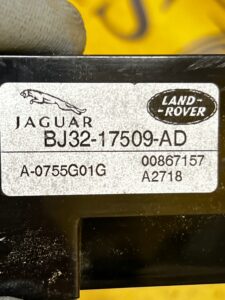 JAGUAR
LAND-
ROVER
BJ32-17509-AD
A-0755G01G
00867157
A2718